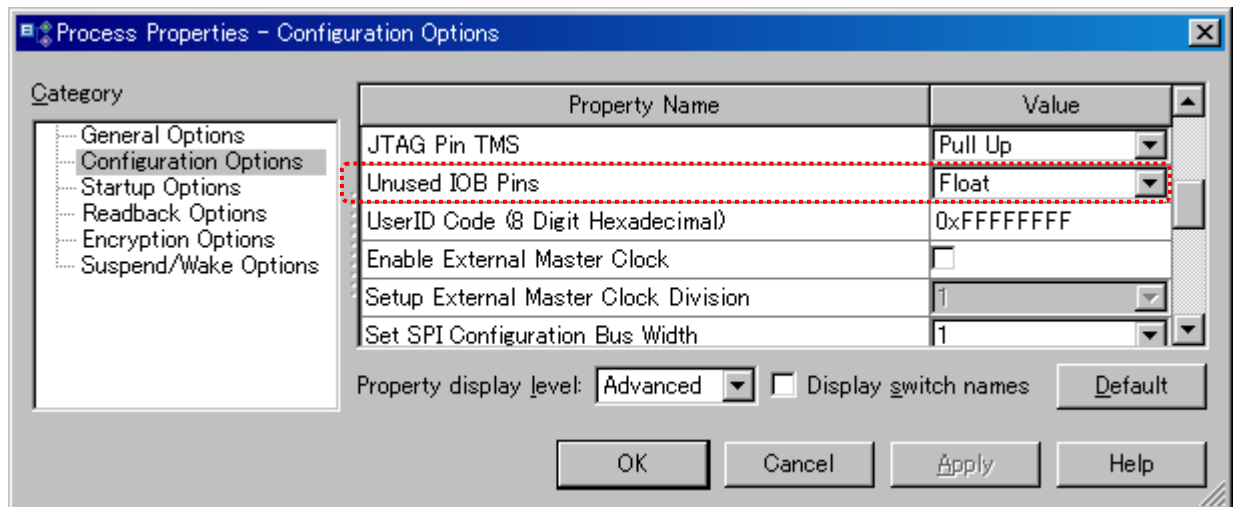 Process Properties - Configuration Options
Category
General Options
Configuration Options
Startup Options
Readback Options
Encryption Options
Suspend/Wake Options
Property Name Value
JTAG Pin TMS Pull Up
Unused IOB Pins Float
UserID Code (8 Digit Hexadecimal) 0xFFFFFFFF
Enable External Master Clock
Setup External Master Clock Division 1
Set SPI Configuration Bus Width 1
Property display level: Advanced Display switch names Default
OK Cancel Apply Help